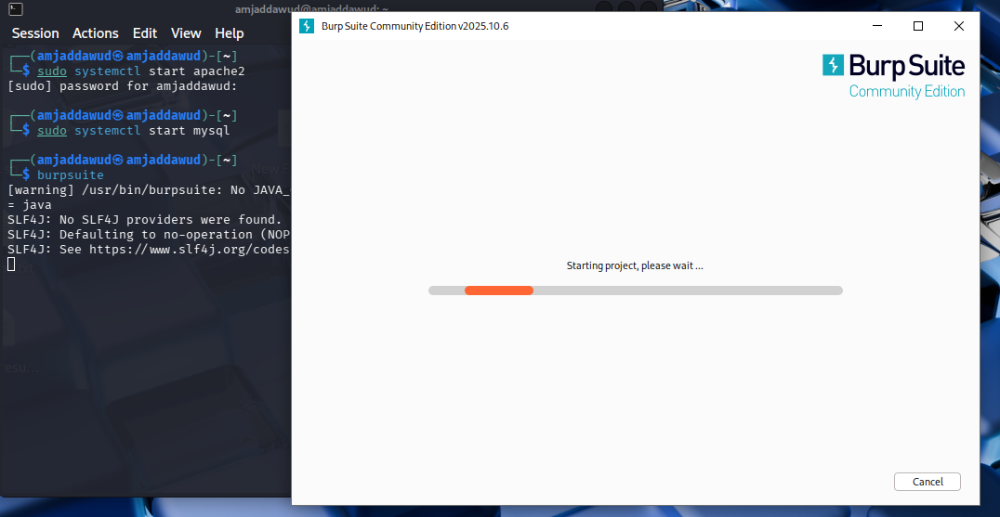 amjaddawud@amjaddawud: ~
Session Actions Edit View Help
┌──(amjaddawud㉿amjaddawud)-[~]
└─$ sudo systemctl start apache2
[sudo] password for amjaddawud:
┌──(amjaddawud㉿amjaddawud)-[~]
└─$ sudo systemctl start mysql
┌──(amjaddawud㉿amjaddawud)-[~]
└─$ burpsuite
[warning] /usr/bin/burpsuite: No JAVA_
= java
SLF4J: No SLF4J providers were found.
SLF4J: Defaulting to no-operation (NOP
SLF4J: See https://www.slf4j.org/codes
Burp Suite Community Edition v2025.10.6
Burp Suite
Community Edition
Starting project, please wait ...
Cancel